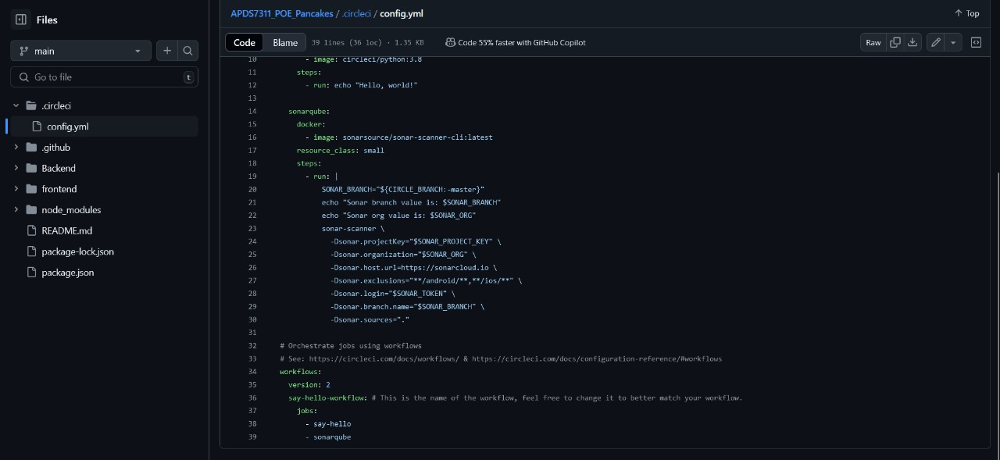 Files
main
Go to file
t
.circleci
config.yml
.github
Backend
frontend
node_modules
README.md
package-lock.json
package.json
APDS7311_POE_Pancakes / .circleci / config.yml
Top
Code Blame 39 lines (36 loc) · 1.35 KB Code 55% faster with GitHub Copilot Raw
10 - image: circleci/python:3.8
11 steps:
12 - run: echo "Hello, world!"
13
14 sonarqube:
15 docker:
16 - image: sonarsource/sonar-scanner-cli:latest
17 resource_class: small
18 steps:
19 - run: |
20 SONAR_BRANCH="${CIRCLE_BRANCH:-master}"
21 echo "Sonar branch value is: $SONAR_BRANCH"
22 echo "Sonar org value is: $SONAR_ORG"
23 sonar-scanner \
24 -Dsonar.projectKey="$SONAR_PROJECT_KEY" \
25 -Dsonar.organization="$SONAR_ORG" \
26 -Dsonar.host.url=https://sonarcloud.io \
27 -Dsonar.exclusions="**/android/**,**/ios/**" \
28 -Dsonar.login="$SONAR_TOKEN" \
29 -Dsonar.branch.name="$SONAR_BRANCH" \
30 -Dsonar.sources="."
31
32 # Orchestrate jobs using workflows
33 # See: https://circleci.com/docs/workflows/ & https://circleci.com/docs/configuration-reference/#workflows
34 workflows:
35 version: 2
36 say-hello-workflow: # This is the name of the workflow, feel free to change it to better match your workflow.
37 jobs:
38 - say-hello
39 - sonarqube